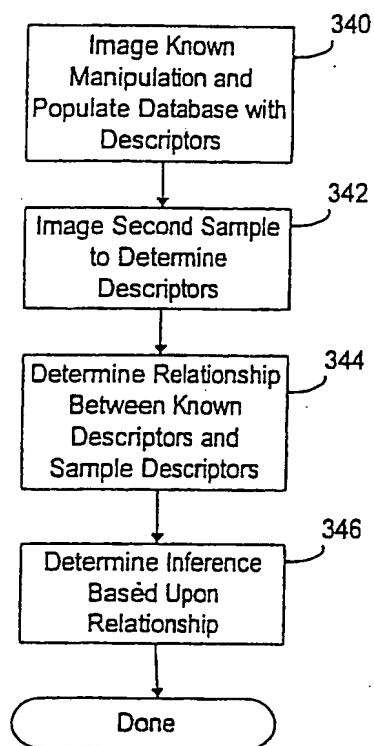 340
Image Known
Manipulation and
Populate Database with
Descriptors
342
Image Second Sample
to Determine
Descriptors
344
Determine Relationship
Between Known
Descriptors and
Sample Descriptors
346
Determine Inference
Based Upon
Relationship
Done